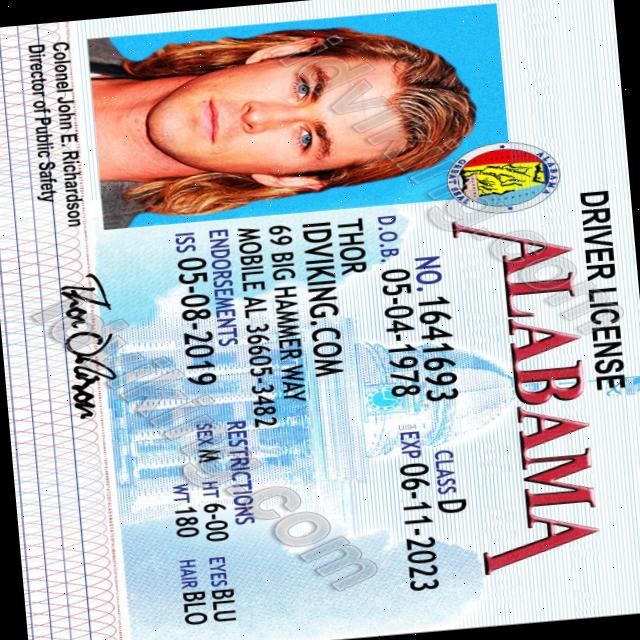 DRIVER LICENSE
ALABAMA
NO. 1641693 CLASS D
D.O.B. 05-04-1978 EXP 06-11-2023
THOR
IDVIKING.COM
69 BIG HAMMER WAY
MOBILE AL 36605-3482
ENDORSEMENTS RESTRICTIONS
ISS 05-08-2019 SEX M HT 6-00 EYES BLU
WT 180 HAIR BLO
Colonel John E. Richardson
Director of Public Safety
idviking.com
idviking.com